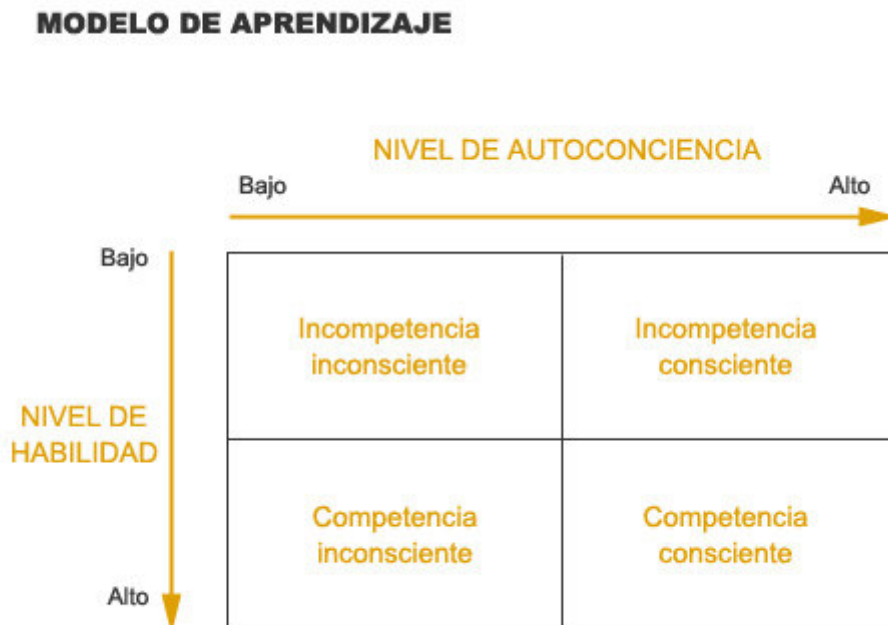 MODELO DE APRENDIZAJE
NIVEL DE AUTOCONCIENCIA
Bajo
Alto
Bajo
Incompetencia
inconsciente
Incompetencia
consciente
NIVEL DE
HABILIDAD
Competencia
inconsciente
Competencia
consciente
Alto